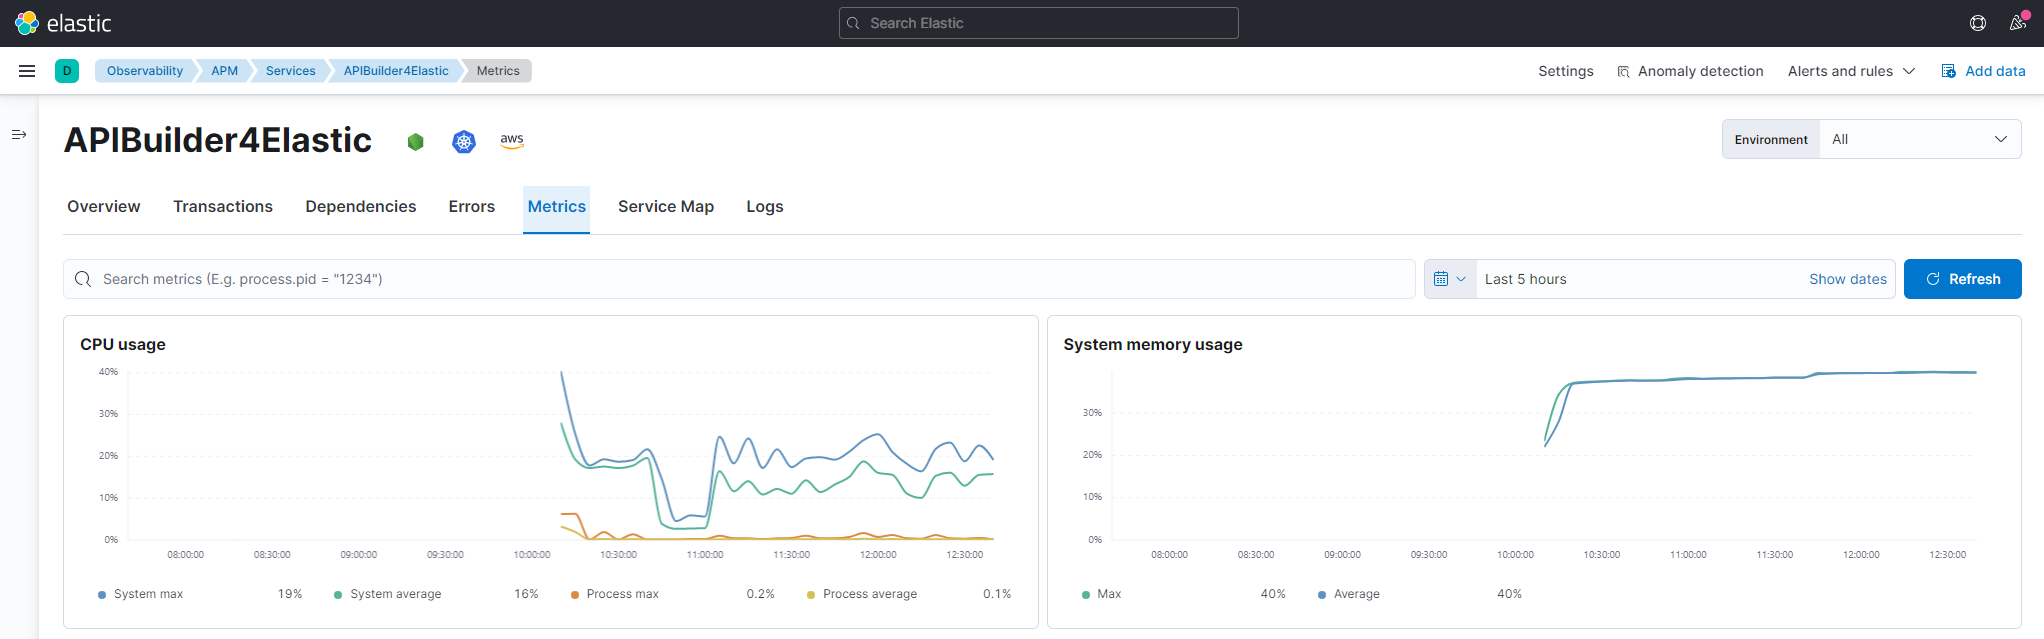 elastic
Search Elastic
D
Observability
APM
Services
APIBuilder4Elastic
Metrics
Settings
Anomaly detection
Alerts and rules
Add data
APIBuilder4Elastic
aws
Environment
All
Overview
Transactions
Dependencies
Errors
Metrics
Service Map
Logs
Search metrics (E.g. process.pid = "1234")
Last 5 hours
Show dates
Refresh
CPU usage
40%
30%
20%
10%
0%
08:00:00
08:30:00
09:00:00
09:30:00
10:00:00
10:30:00
11:00:00
11:30:00
12:00:00
12:30:00
System max 19%
System average 16%
Process max 0.2%
Process average 0.1%
System memory usage
30%
20%
10%
0%
08:00:00
08:30:00
09:00:00
09:30:00
10:00:00
10:30:00
11:00:00
11:30:00
12:00:00
12:30:00
Max 40%
Average 40%